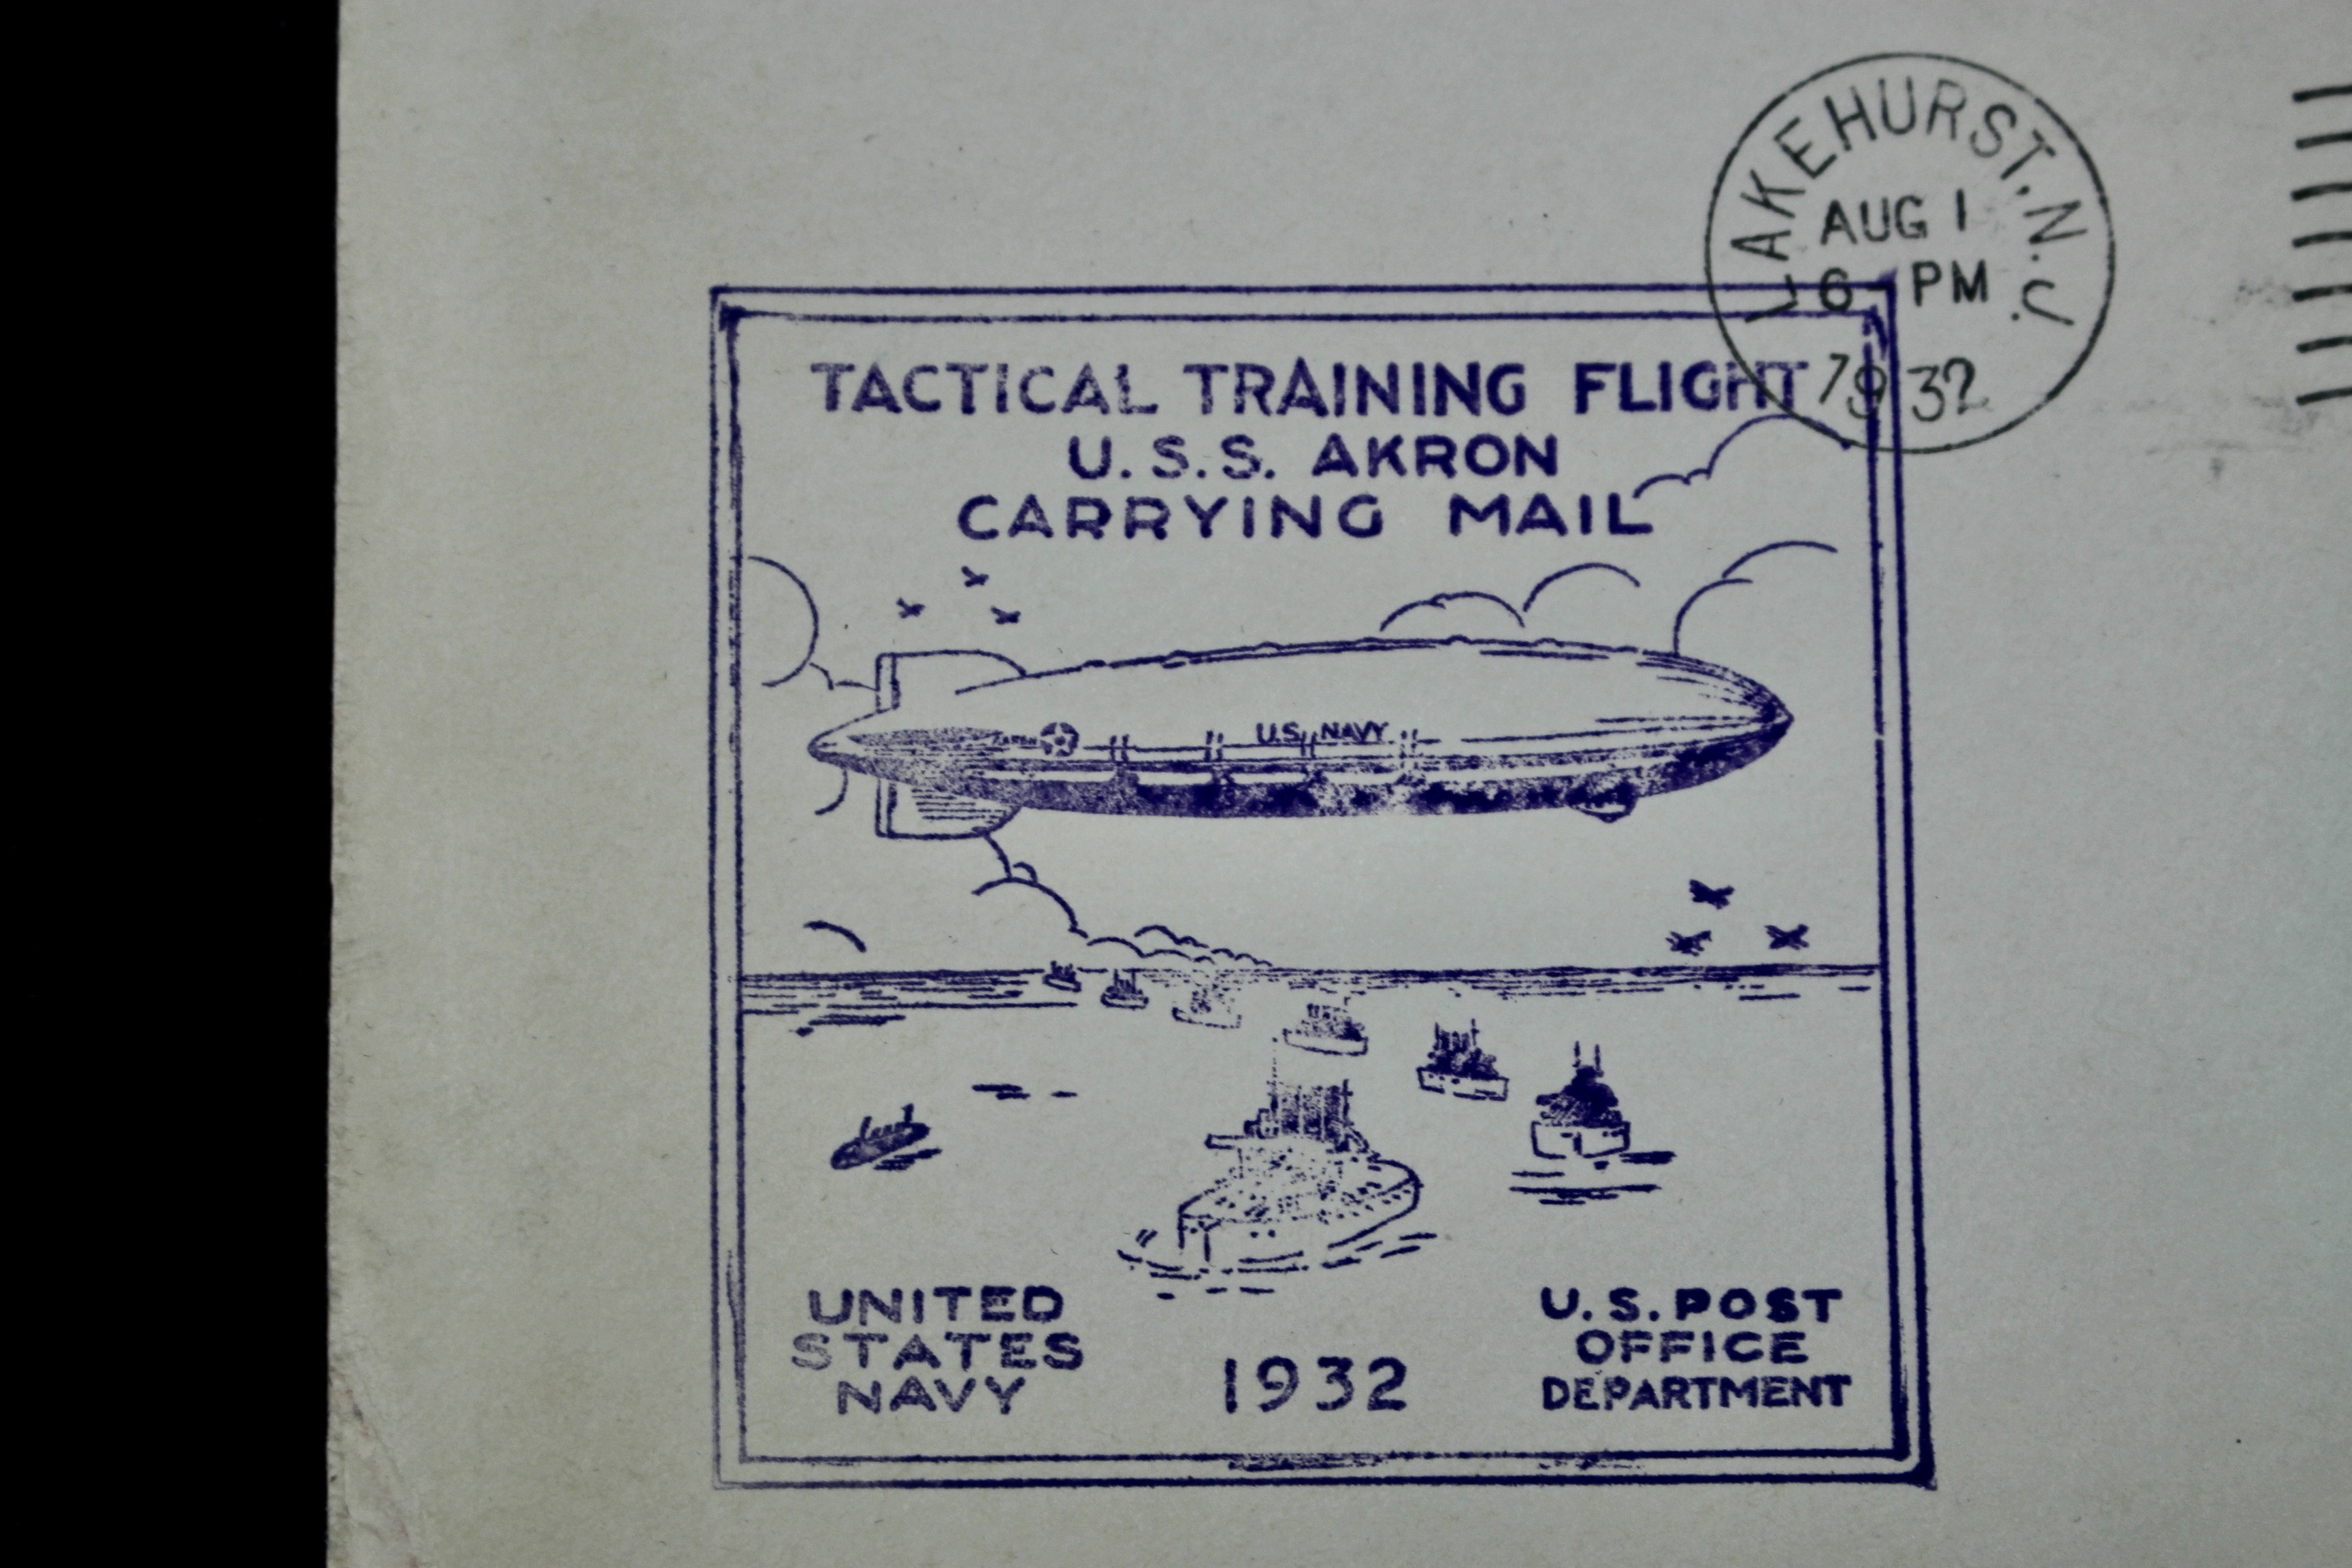 LAKEHURST, N.J.
AUG 1
6 - PM
1932
TACTICAL TRAINING FLIGHT
U.S.S. AKRON
CARRYING MAIL
U.S. NAVY
UNITED
STATES
NAVY
1932
U.S. POST
OFFICE
DEPARTMENT